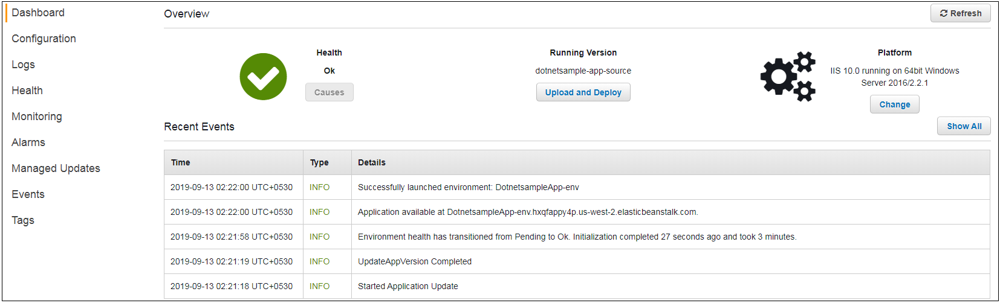 Dashboard
Configuration
Logs
Health
Monitoring
Alarms
Managed Updates
Events
Tags
Overview
Refresh
Health
Ok
Causes
Running Version
dotnetsample-app-source
Upload and Deploy
Platform
IIS 10.0 running on 64bit Windows
Server 2016/2.2.1
Change
Recent Events
Show All
Time Type Details
2019-09-13 02:22:00 UTC+0530 INFO Successfully launched environment: DotnetsampleApp-env
2019-09-13 02:22:00 UTC+0530 INFO Application available at DotnetsampleApp-env.hxqfappy4p.us-west-2.elasticbeanstalk.com.
2019-09-13 02:21:58 UTC+0530 INFO Environment health has transitioned from Pending to Ok. Initialization completed 27 seconds ago and took 3 minutes.
2019-09-13 02:21:19 UTC+0530 INFO UpdateAppVersion Completed
2019-09-13 02:21:18 UTC+0530 INFO Started Application Update